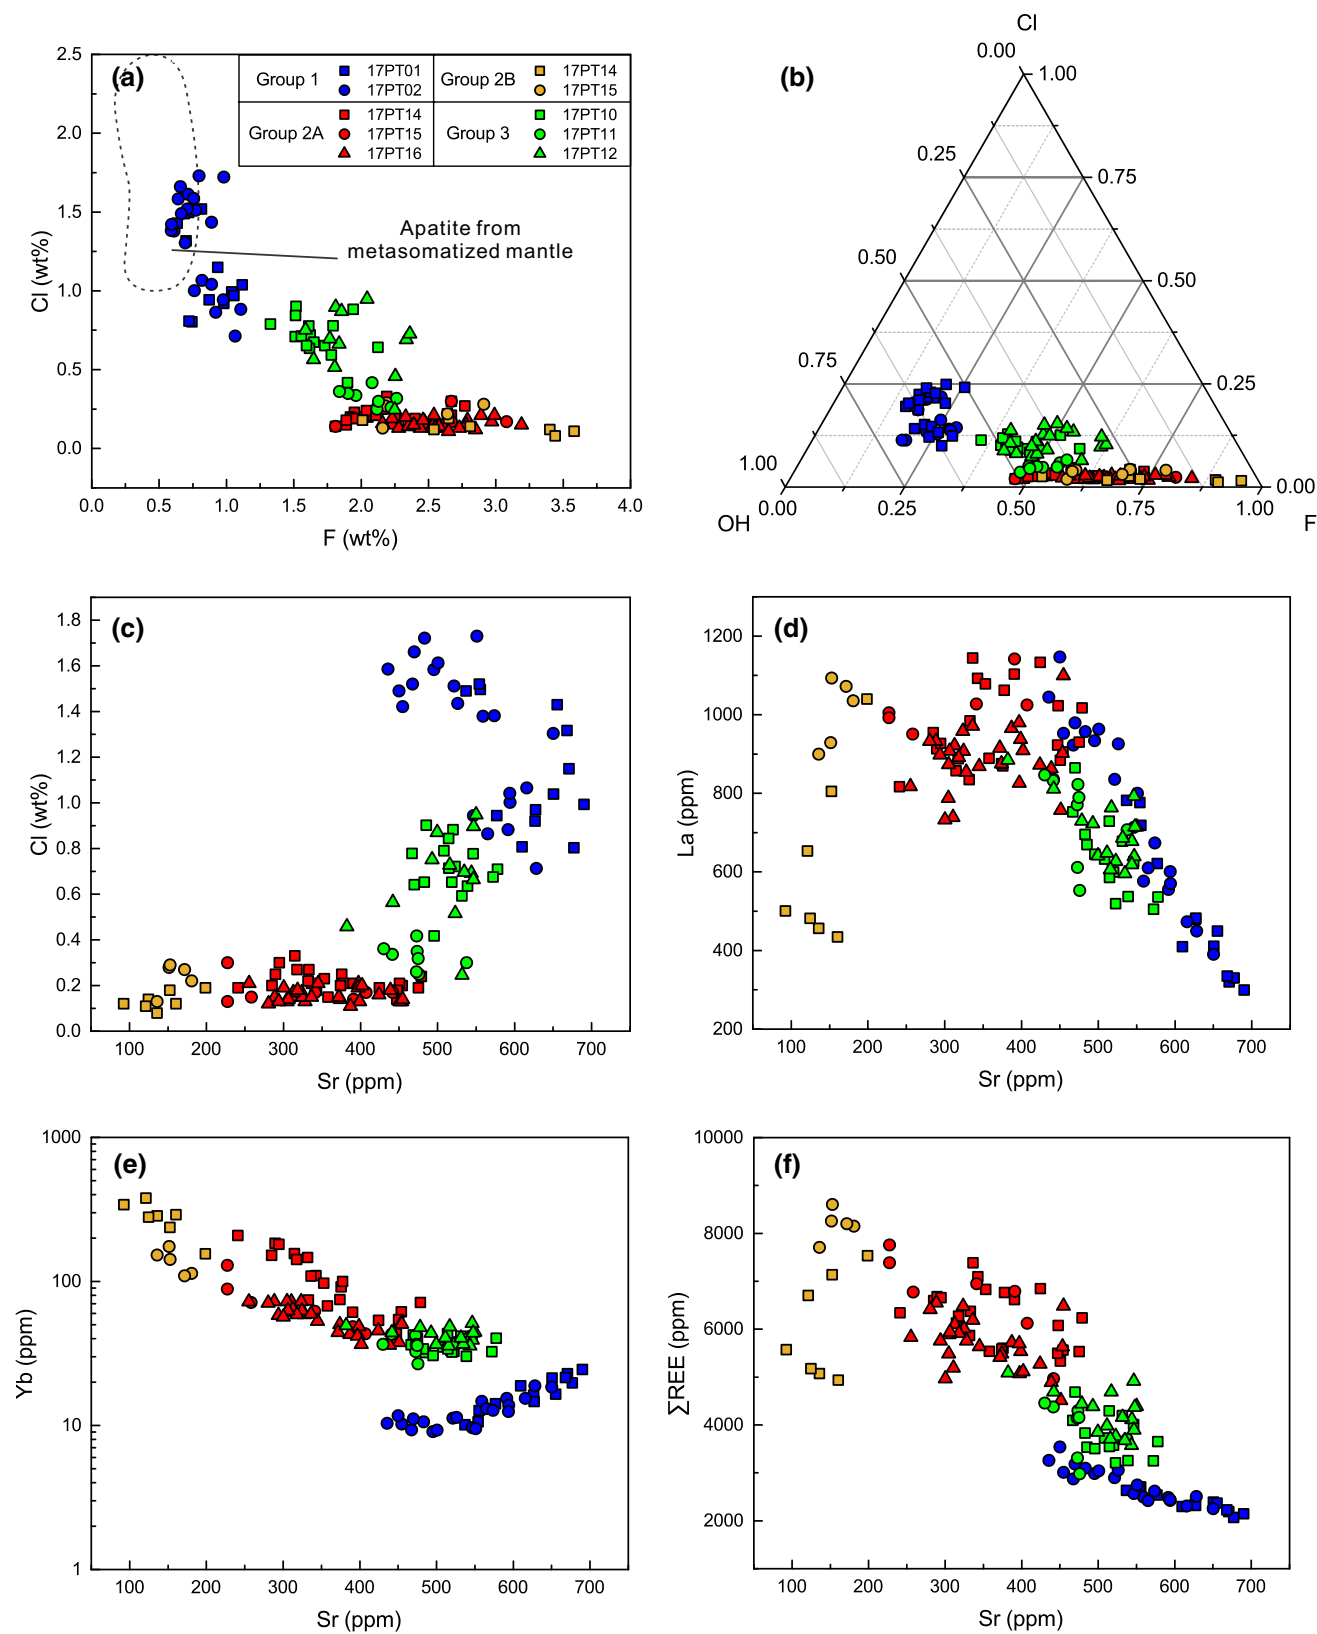 (a)
2.5
2.0
1.5
1.0
0.5
0.0
Cl (wt%)
Group 1
17PT01
17PT02
Group 2B
17PT14
17PT15
Group 2A
17PT14
17PT15
17PT16
Group 3
17PT10
17PT11
17PT12
Apatite from
metasomatized mantle
0.0 0.5 1.0 1.5 2.0 2.5 3.0 3.5 4.0
F (wt%)
(b)
Cl
0.00
1.00
0.25
0.75
0.50
0.50
0.75
0.25
1.00
0.00
0.00 0.25 0.50 0.75 1.00
OH
F
(c)
1.8
1.6
1.4
1.2
1.0
0.8
0.6
0.4
0.2
0.0
Cl (wt%)
100 200 300 400 500 600 700
Sr (ppm)
(d)
1200
1000
800
600
400
200
La (ppm)
100 200 300 400 500 600 700
Sr (ppm)
(e)
1000
100
10
1
Yb (ppm)
100 200 300 400 500 600 700
Sr (ppm)
(f)
10000
8000
6000
4000
2000
∑REE (ppm)
100 200 300 400 500 600 700
Sr (ppm)